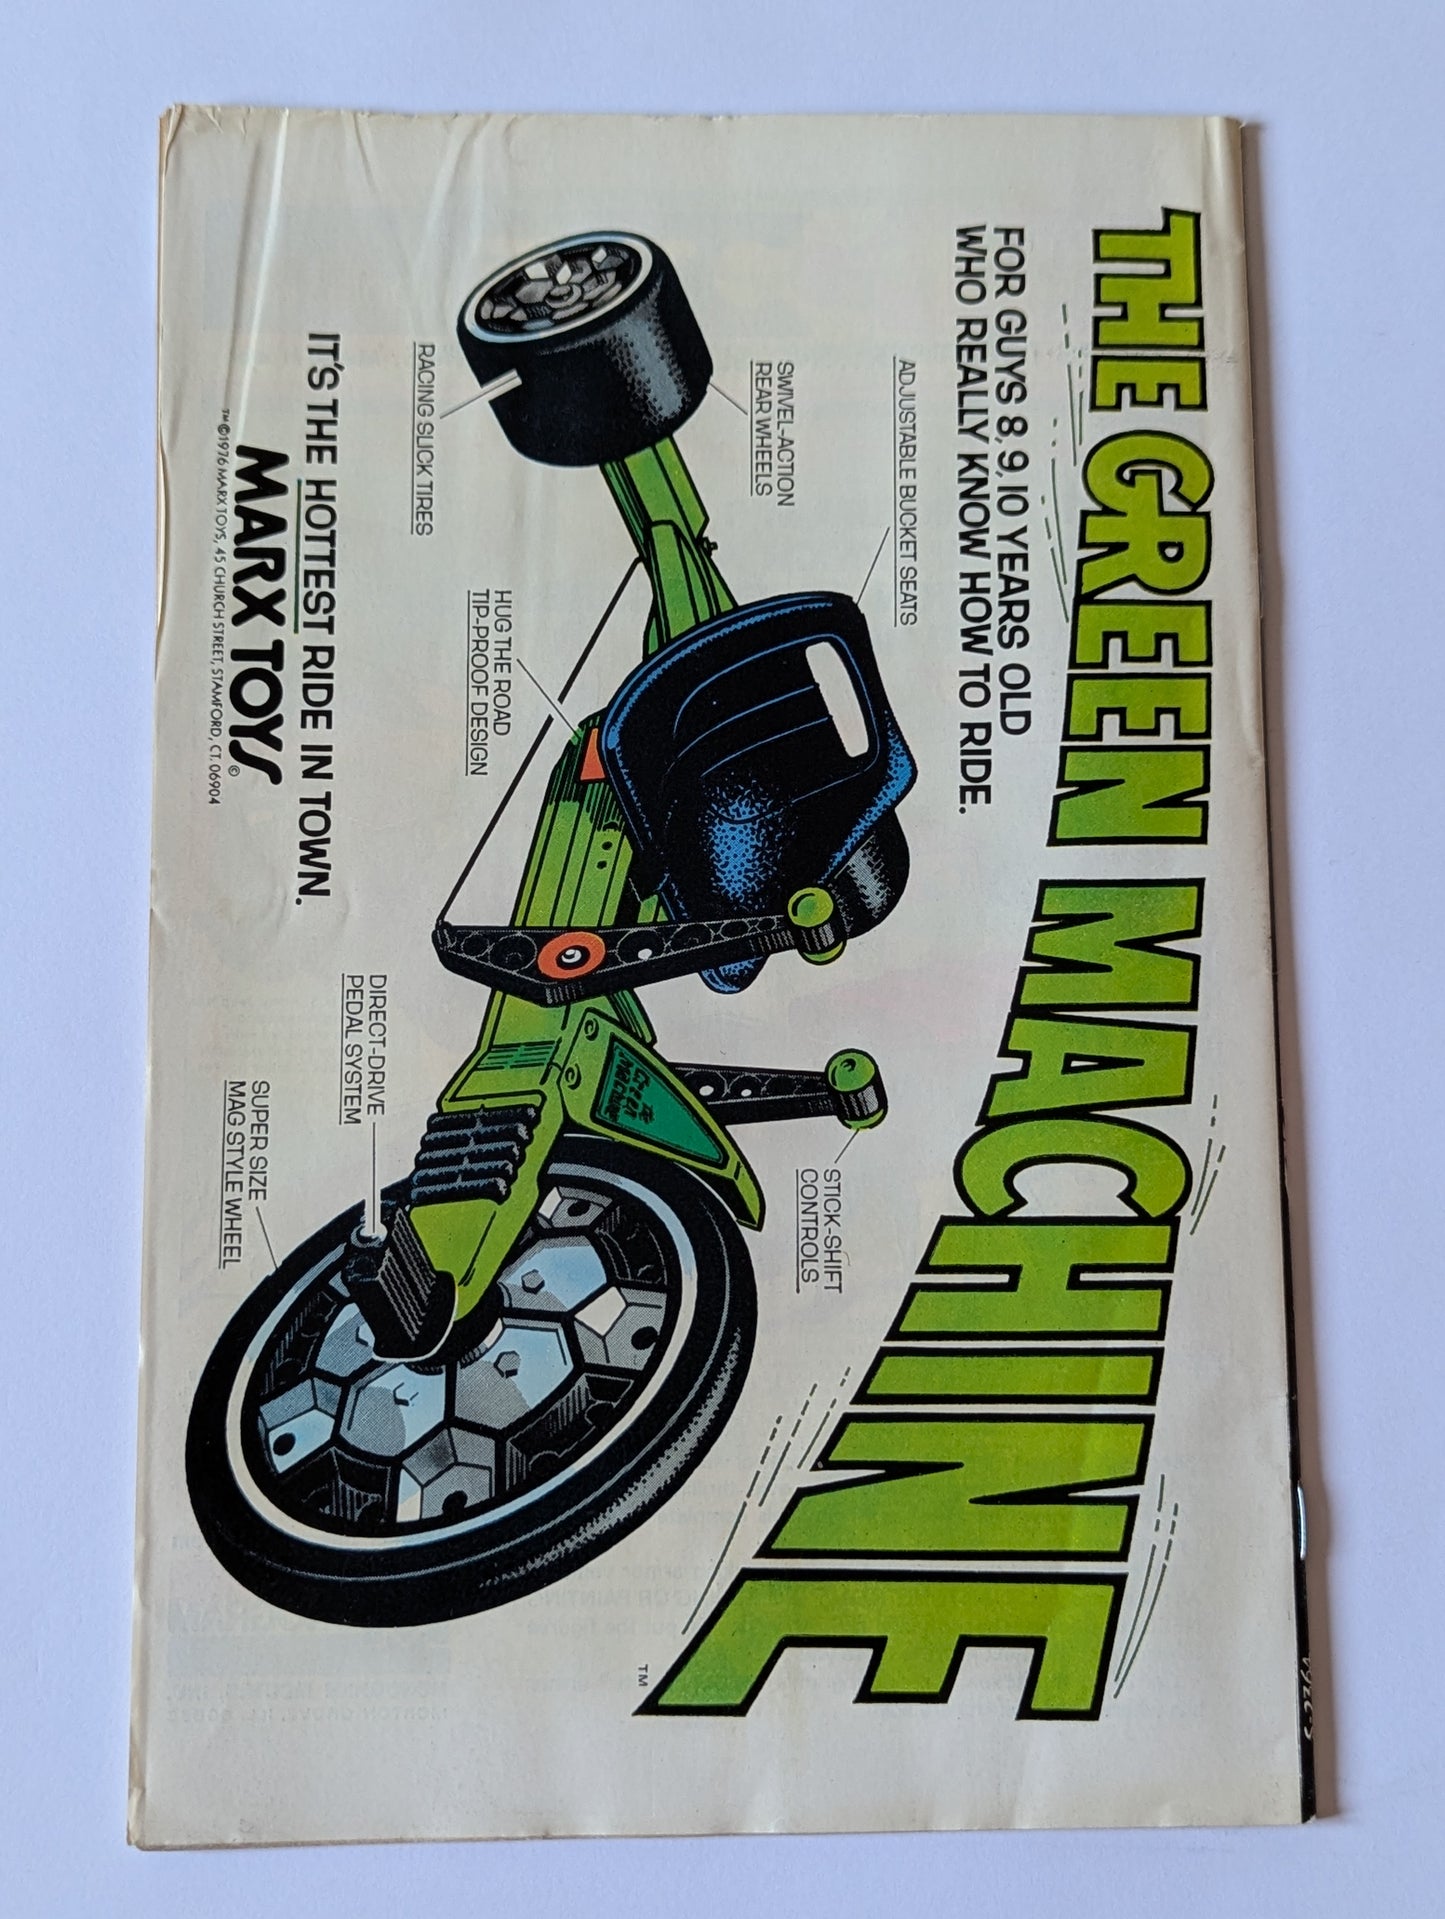 THE GREEN MACHINE
TM
FOR GUYS 8, 9, 10 YEARS OLD
WHO REALLY KNOW HOW TO RIDE.
ADJUSTABLE BUCKET SEATS
SWIVEL-ACTION
REAR WHEELS
STICK-SHIFT
CONTROLS
The
Green
Machine
HUG THE ROAD
TIP-PROOF DESIGN
RACING SLICK TIRES
DIRECT-DRIVE
PEDAL SYSTEM
SUPER SIZE
MAG STYLE WHEEL
IT'S THE HOTTEST RIDE IN TOWN.
MARX TOYS©
TM ©1976 MARX TOYS, 45 CHURCH STREET, STAMFORD, CT. 06904